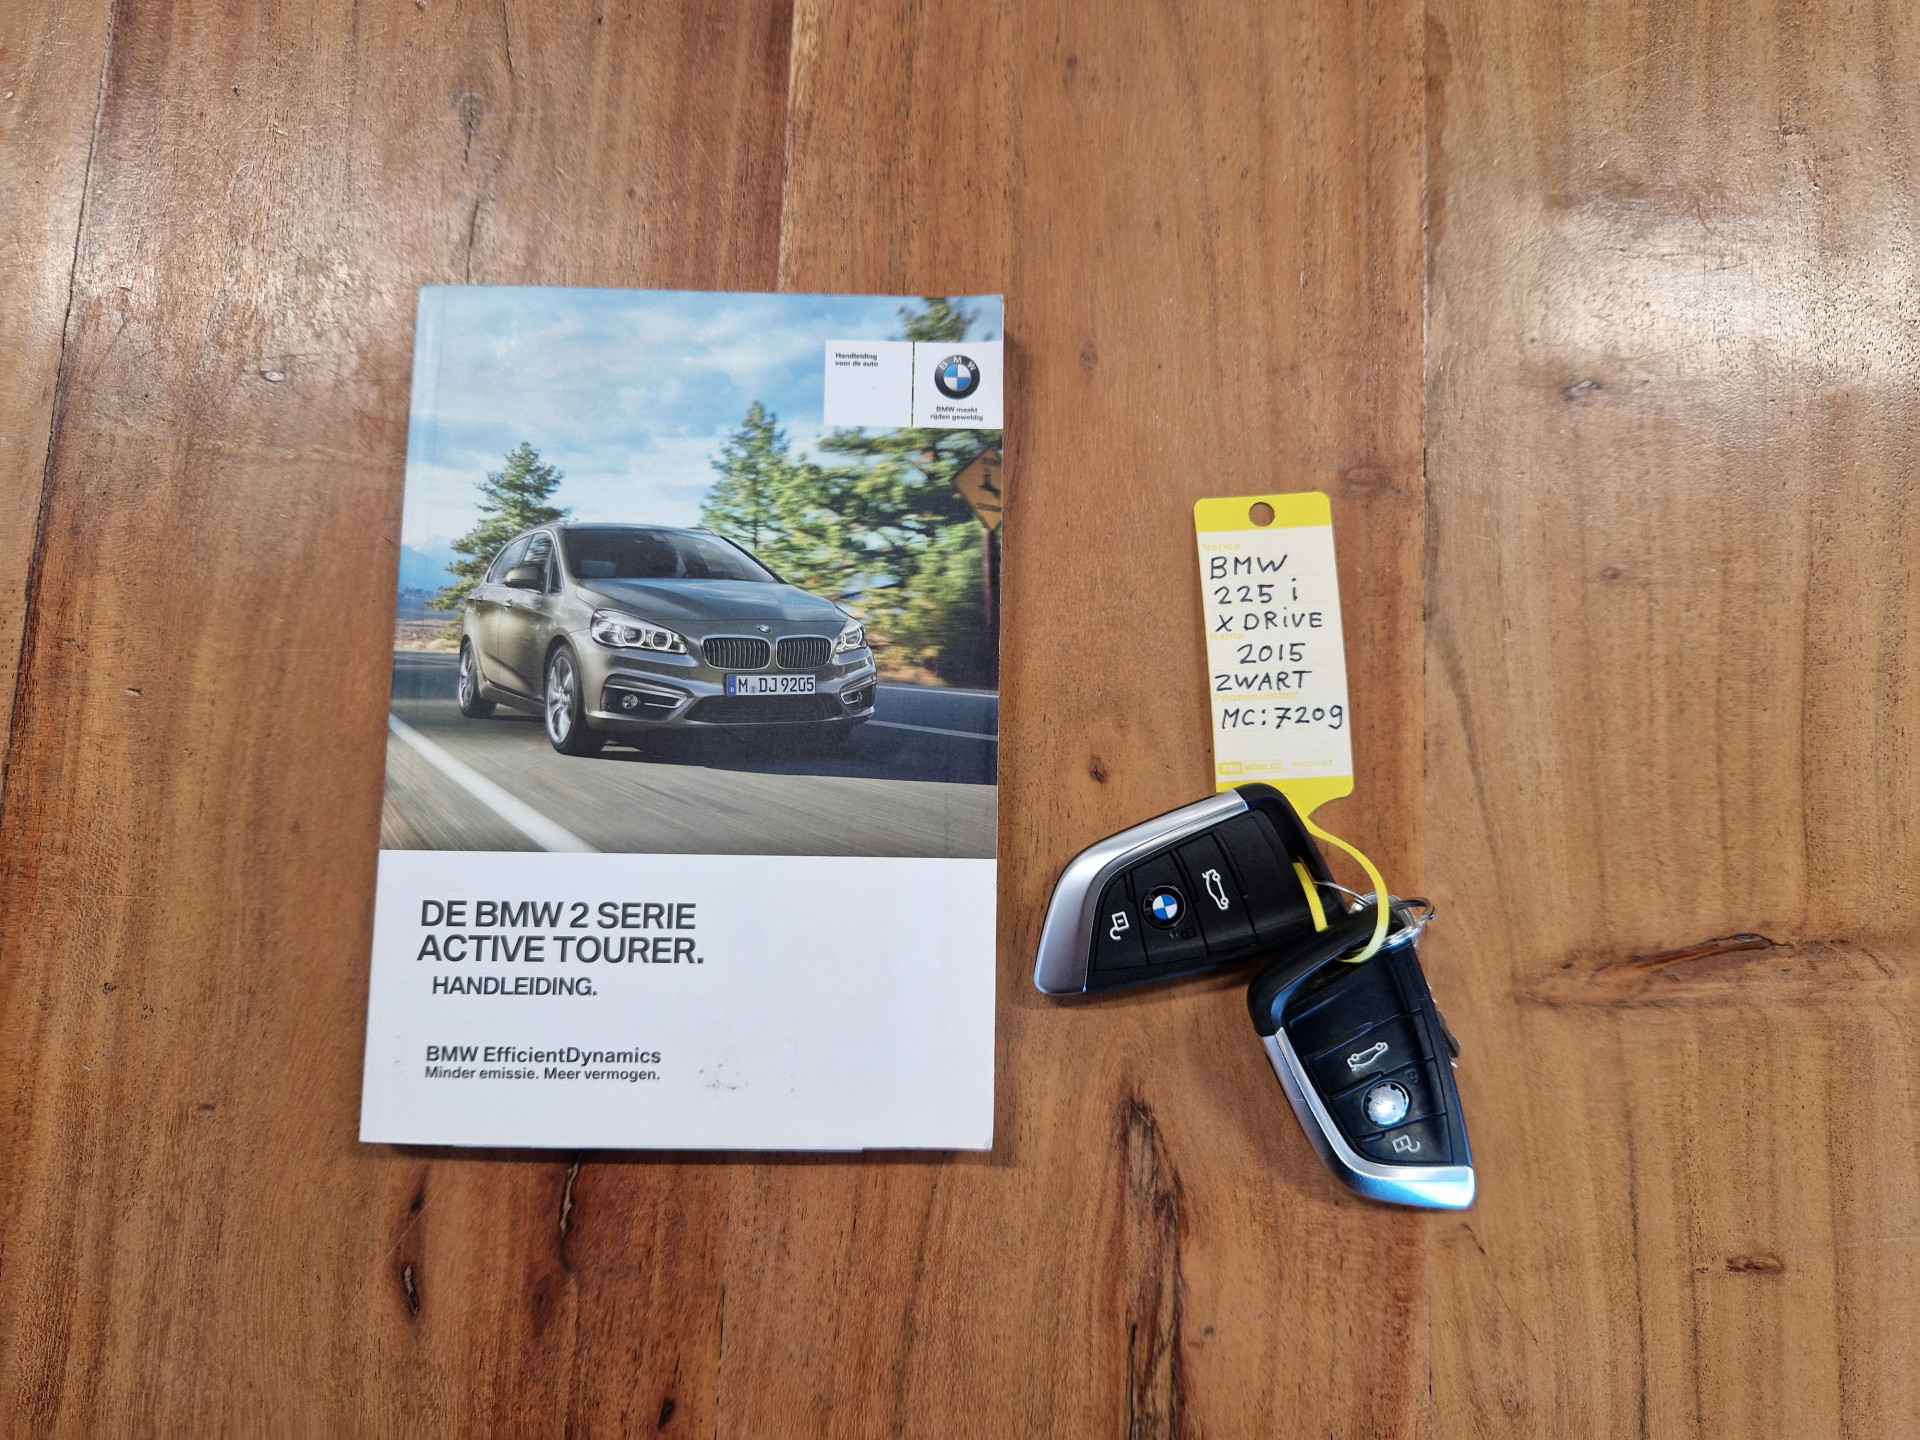 Handleiding
voor de auto
BMW
BMW maakt
rijden geweldig
M DJ 9205
DE BMW 2 SERIE
ACTIVE TOURER.
HANDLEIDING.
BMW EfficientDynamics
Minder emissie. Meer vermogen.
BMW
225 i
X DRIVE
2015
ZWART
MC: 7209